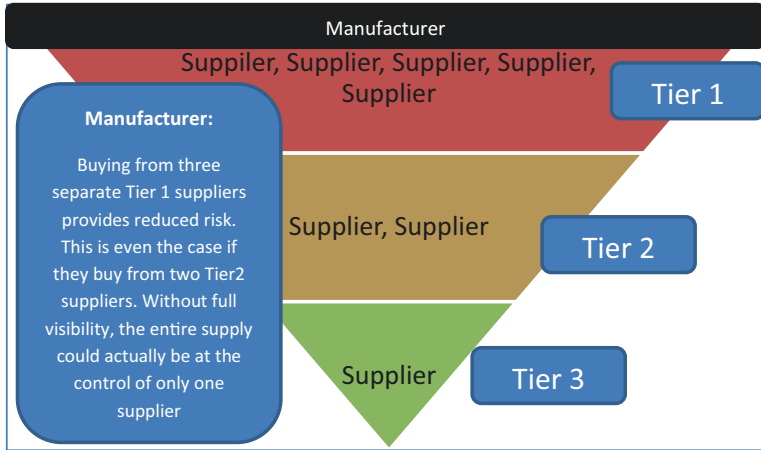 Manufacturer
Suppiler, Supplier, Supplier, Supplier,
Supplier
Tier 1
Manufacturer:
Buying from three
separate Tier 1 suppliers
provides reduced risk.
This is even the case if
they buy from two Tier2
suppliers. Without full
visibility, the entire supply
could actually be at the
control of only one
supplier
Supplier, Supplier
Tier 2
Supplier
Tier 3